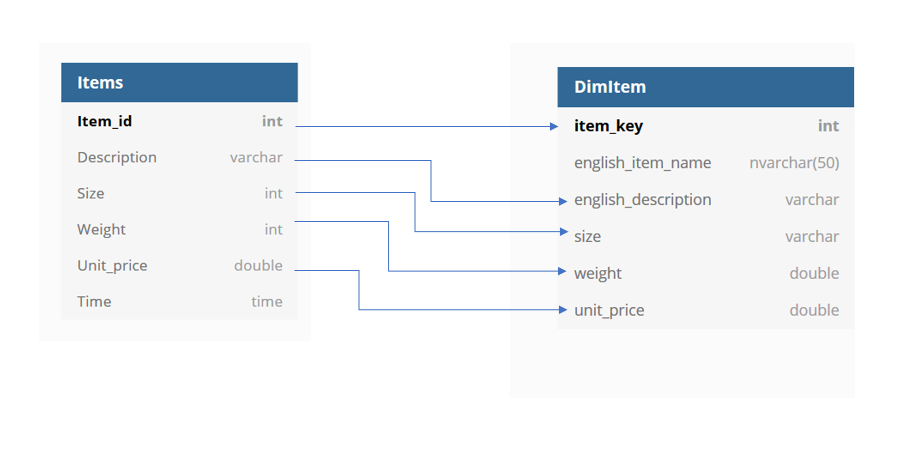 Items
Item_id int
Description varchar
Size int
Weight int
Unit_price double
Time time
DimItem
item_key int
english_item_name nvarchar(50)
english_description varchar
size varchar
weight double
unit_price double